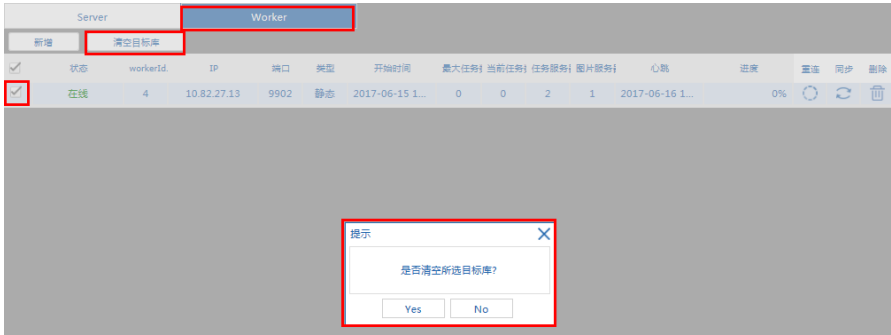 Server Worker
新增 清空目标库
状态 workerId. IP 端口 类型 开始时间 最大任务 当前任务 任务服务 图片服务 心跳 进度 重连 同步 删除
在线 4 10.82.27.13 9902 静态 2017-06-15 1... 0 0 2 1 2017-06-16 1... 0%
提示
是否清空所选目标库?
Yes No